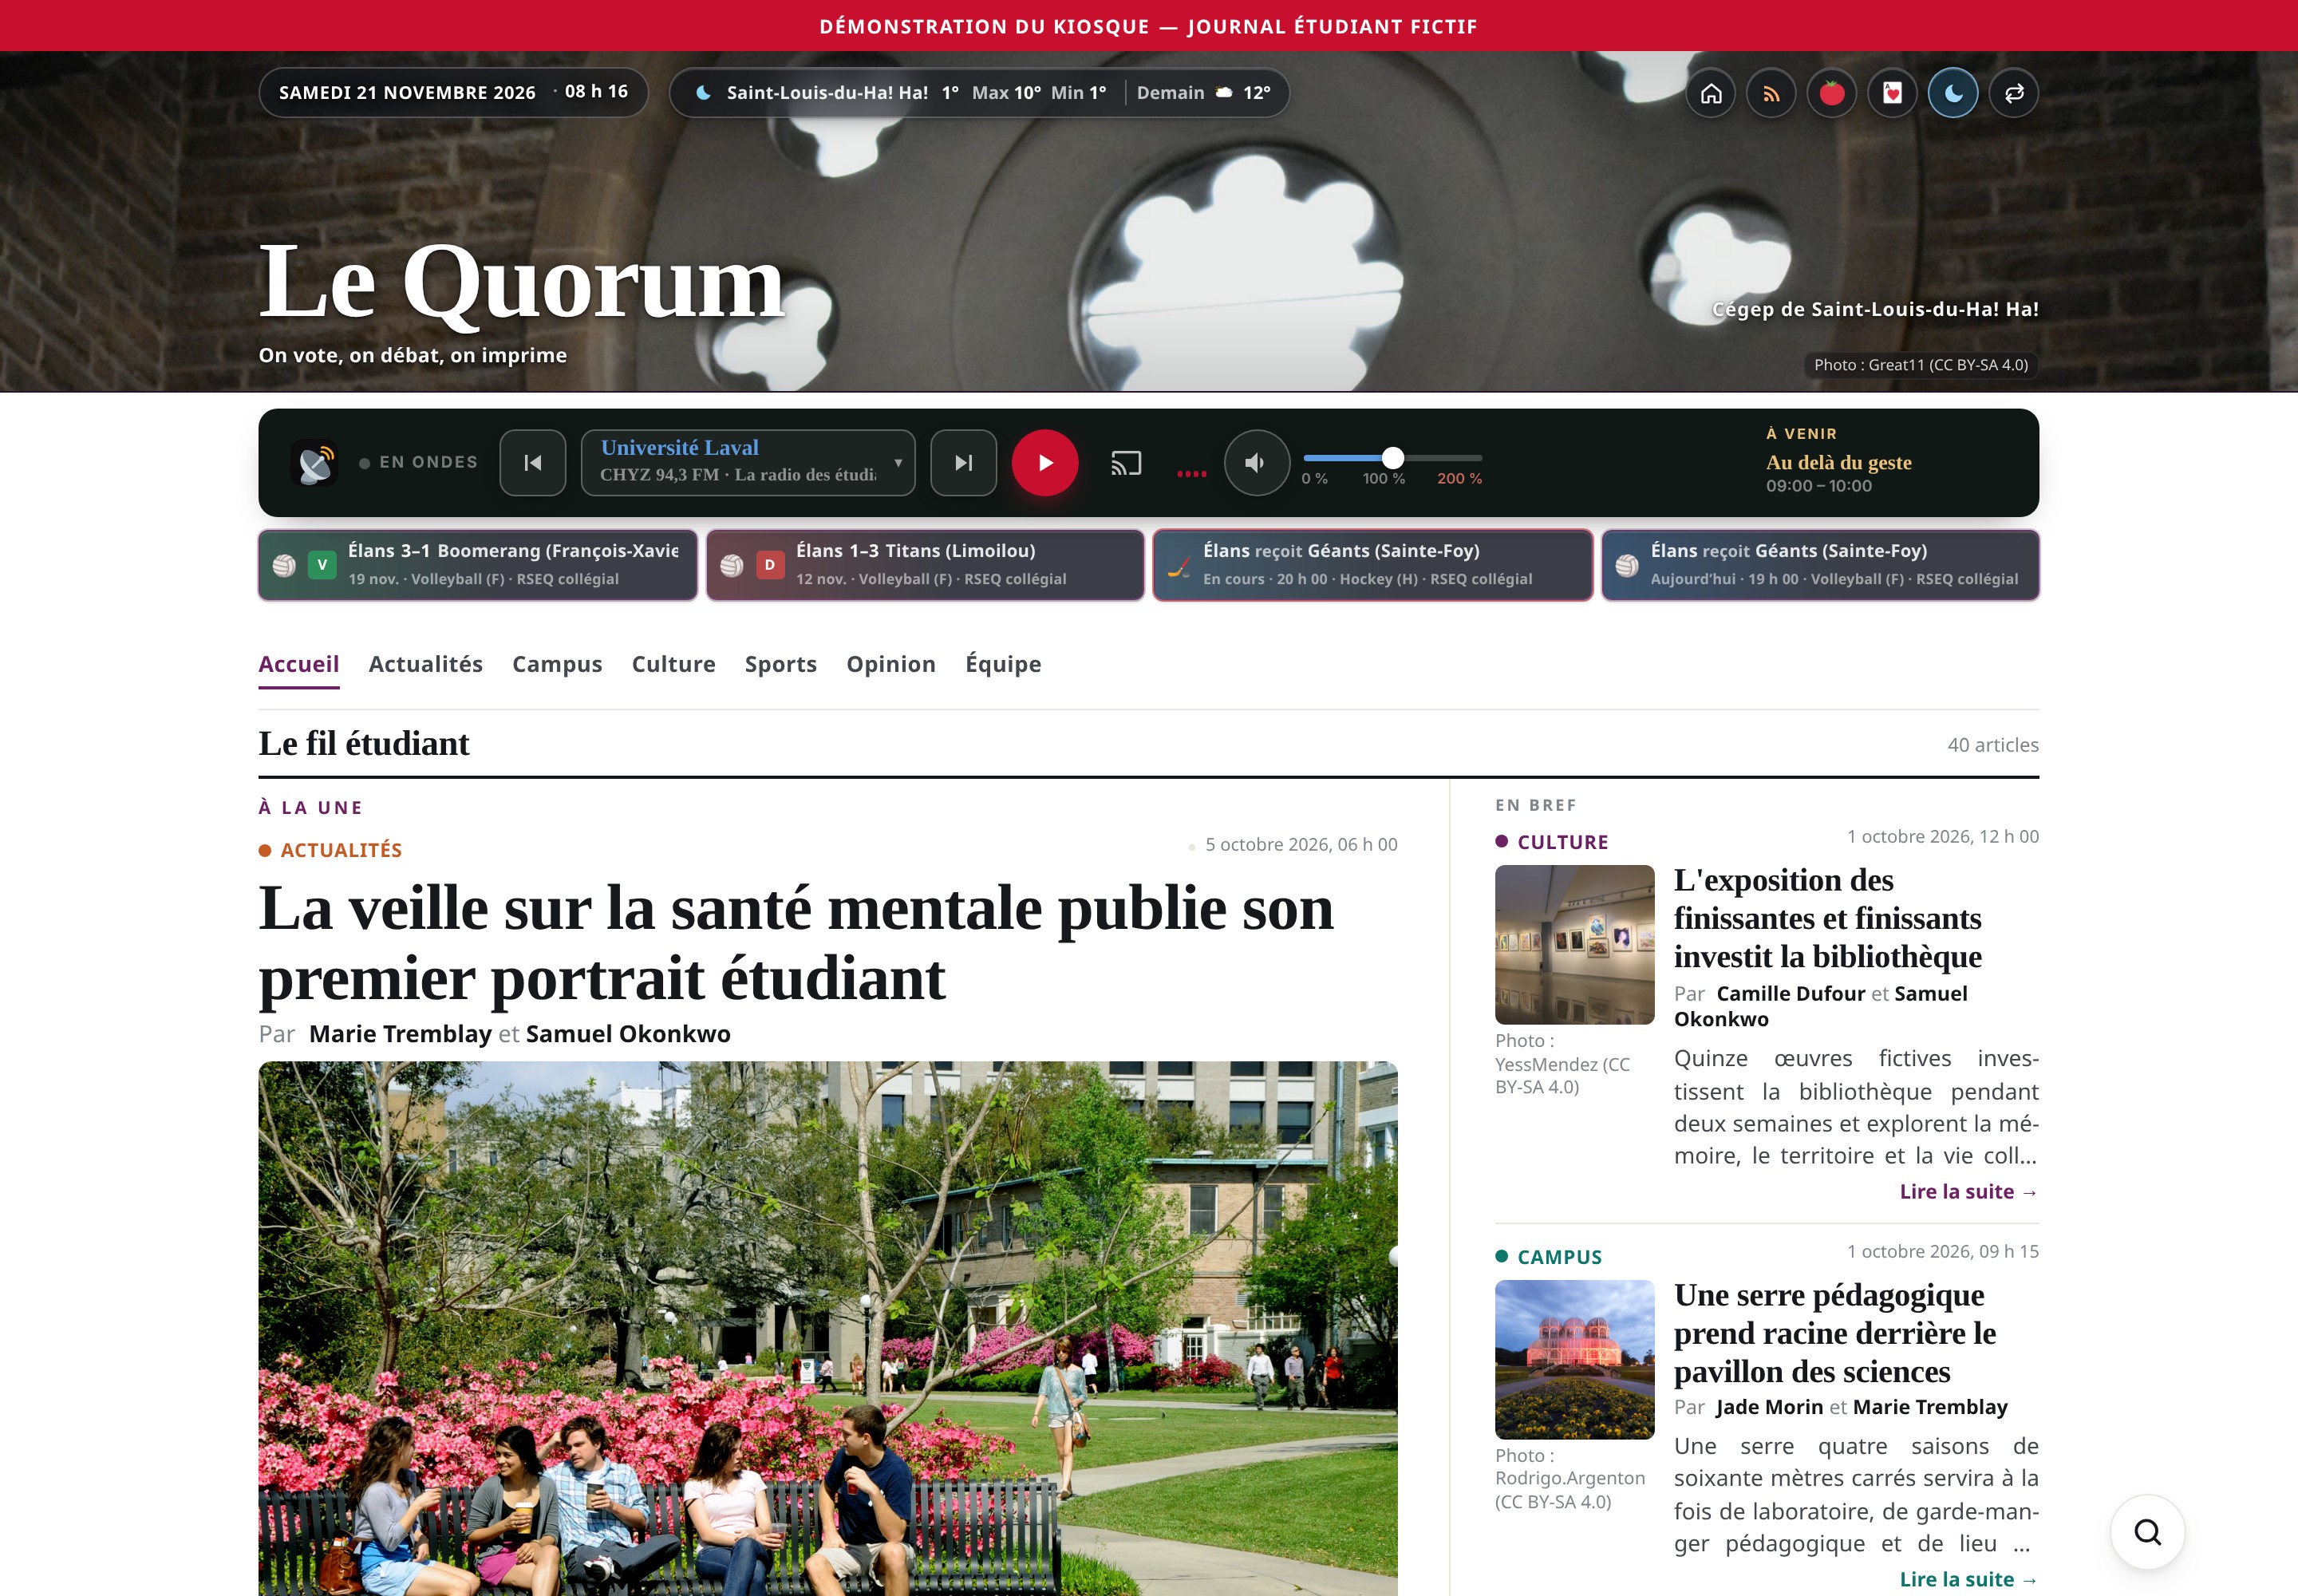 DÉMONSTRATION DU KIOSQUE — JOURNAL ÉTUDIANT FICTIF
SAMEDI 21 NOVEMBRE 2026 · 08 h 16
Saint-Louis-du-Ha! Ha! 1° Max 10° Min 1° Demain 12°
Le Quorum
On vote, on débat, on imprime
Cégep de Saint-Louis-du-Ha! Ha!
Photo : Great11 (CC BY-SA 4.0)
EN ONDES
Université Laval
CHYZ 94,3 FM · La radio des étudi
0 % 100 % 200 %
À VENIR
Au delà du geste
09:00 – 10:00
V
Élans 3–1 Boomerang (François-Xavie
19 nov. · Volleyball (F) · RSEQ collégial
D
Élans 1–3 Titans (Limoilou)
12 nov. · Volleyball (F) · RSEQ collégial
Élans reçoit Géants (Sainte-Foy)
En cours · 20 h 00 · Hockey (H) · RSEQ collégial
Élans reçoit Géants (Sainte-Foy)
Aujourd'hui · 19 h 00 · Volleyball (F) · RSEQ collégial
Accueil Actualités Campus Culture Sports Opinion Équipe
Le fil étudiant
40 articles
À LA UNE
ACTUALITÉS
5 octobre 2026, 06 h 00
La veille sur la santé mentale publie son
premier portrait étudiant
Par Marie Tremblay et Samuel Okonkwo
EN BREF
CULTURE
1 octobre 2026, 12 h 00
L'exposition des
finissantes et finissants
investit la bibliothèque
Par Camille Dufour et Samuel
Okonkwo
Photo :
YessMendez (CC
BY-SA 4.0)
Quinze œuvres fictives inves-
tissent la bibliothèque pendant
deux semaines et explorent la mé-
moire, le territoire et la vie coll…
Lire la suite →
CAMPUS
1 octobre 2026, 09 h 15
Une serre pédagogique
prend racine derrière le
pavillon des sciences
Par Jade Morin et Marie Tremblay
Photo :
Rodrigo.Argenton
(CC BY-SA 4.0)
Une serre quatre saisons de
soixante mètres carrés servira à la
fois de laboratoire, de garde-man-
ger pédagogique et de lieu …
Lire la suite →